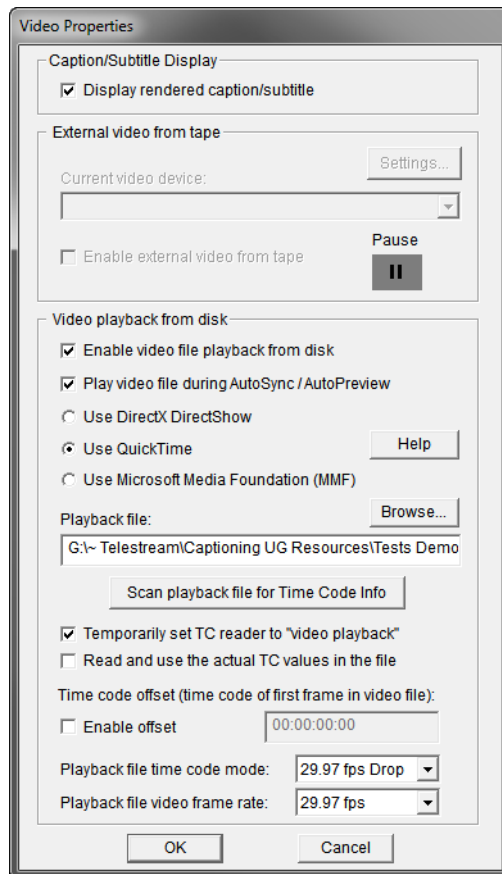 Video Properties
Caption/Subtitle Display
Display rendered caption/subtitle
External video from tape
Settings...
Current video device:
Enable external video from tape
Pause
Video playback from disk
Enable video file playback from disk
Play video file during AutoSync / AutoPreview
Use DirectX DirectShow
Use QuickTime
Help
Use Microsoft Media Foundation (MMF)
Browse...
Playback file:
G:\~ Telestream\Captioning UG Resources\Tests Demo
Scan playback file for Time Code Info
Temporarily set TC reader to "video playback"
Read and use the actual TC values in the file
Time code offset (time code of first frame in video file):
Enable offset 00:00:00:00
Playback file time code mode: 29.97 fps Drop
Playback file video frame rate: 29.97 fps
OK Cancel